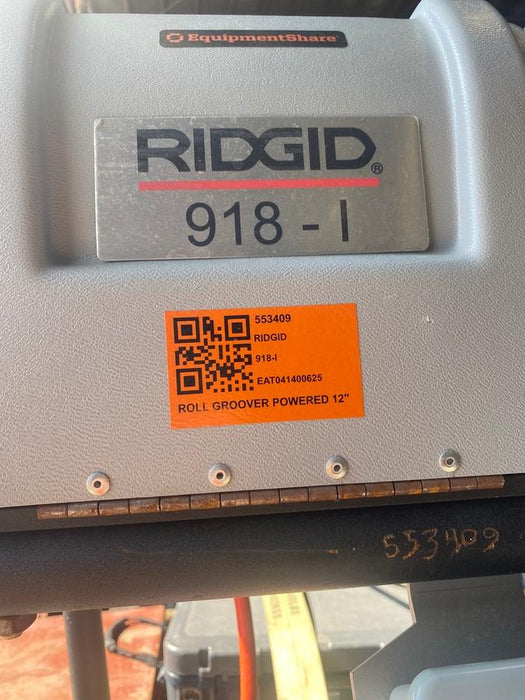 EquipmentShare
RIDGID®
918 - I
553409
RIDGID
918-I
EAT041400625
ROLL GROOVER POWERED 12"
553409